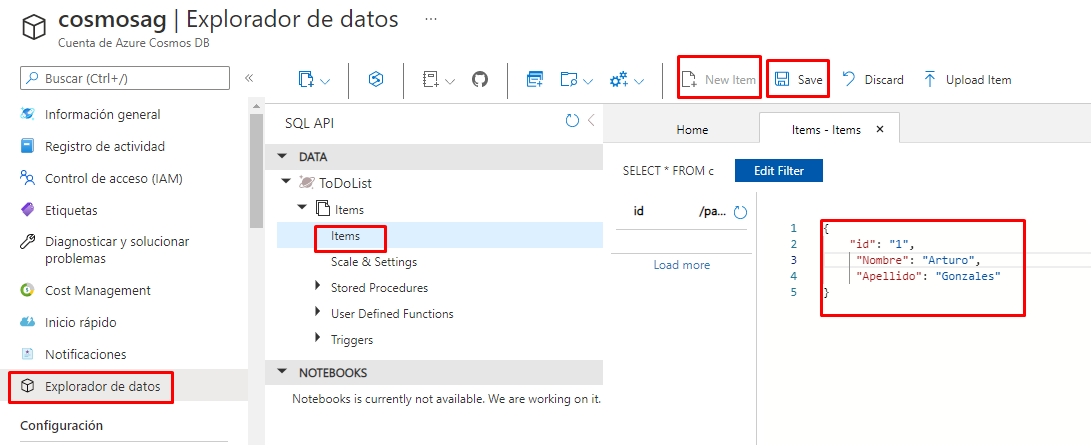 cosmosag | Explorador de datos ...
Cuenta de Azure Cosmos DB
Buscar (Ctrl+/)
«
Información general
Registro de actividad
Control de acceso (IAM)
Etiquetas
Diagnosticar y solucionar
problemas
Cost Management
Inicio rápido
Notificaciones
Explorador de datos
Configuración
New Item
Save
Discard
Upload Item
SQL API
DATA
ToDoList
Items
Items
Scale & Settings
Stored Procedures
User Defined Functions
Triggers
NOTEBOOKS
Notebooks is currently not available. We are working on it.
Home
Items - Items
SELECT * FROM c
Edit Filter
id /pa...
Load more
1 {
2 "id": "1",
3 "Nombre": "Arturo",
4 "Apellido": "Gonzales"
5 }